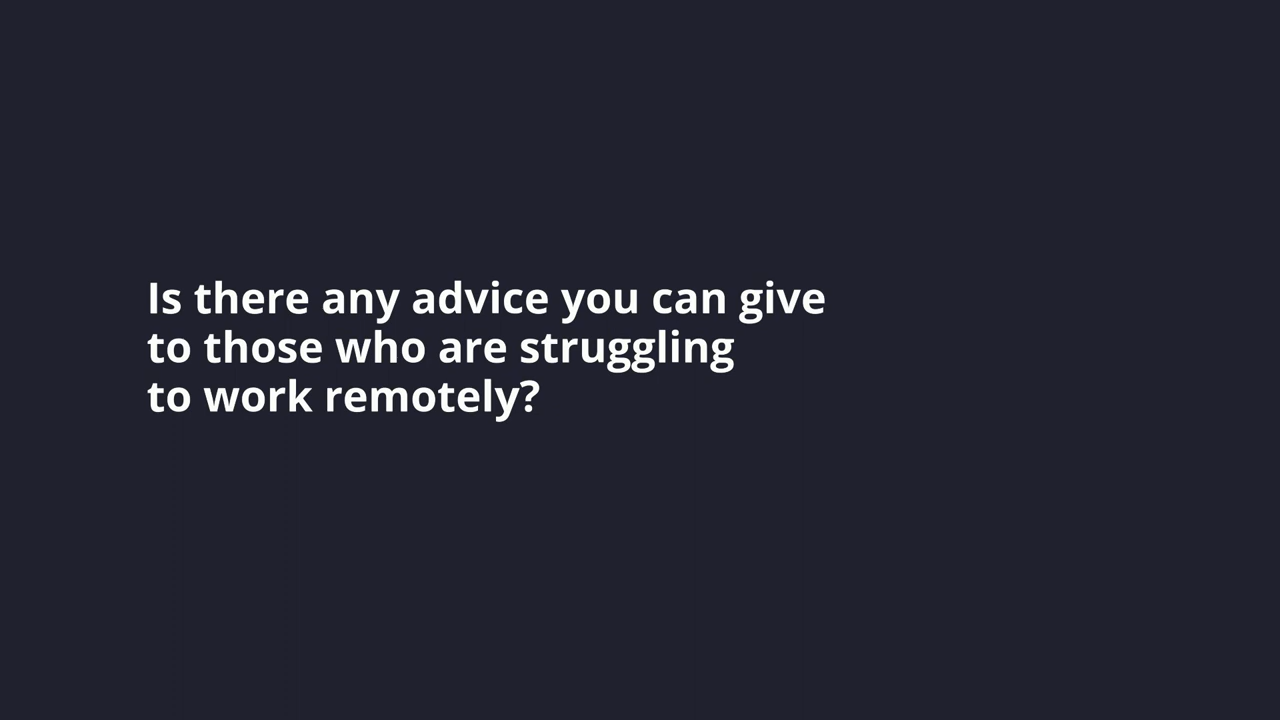 Is there any advice you can give
to those who are struggling
to work remotely?